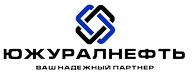 ЮЖУРАЛНЕФТЬ
ВАШ НАДЕЖНЫЙ ПАРТНЕР